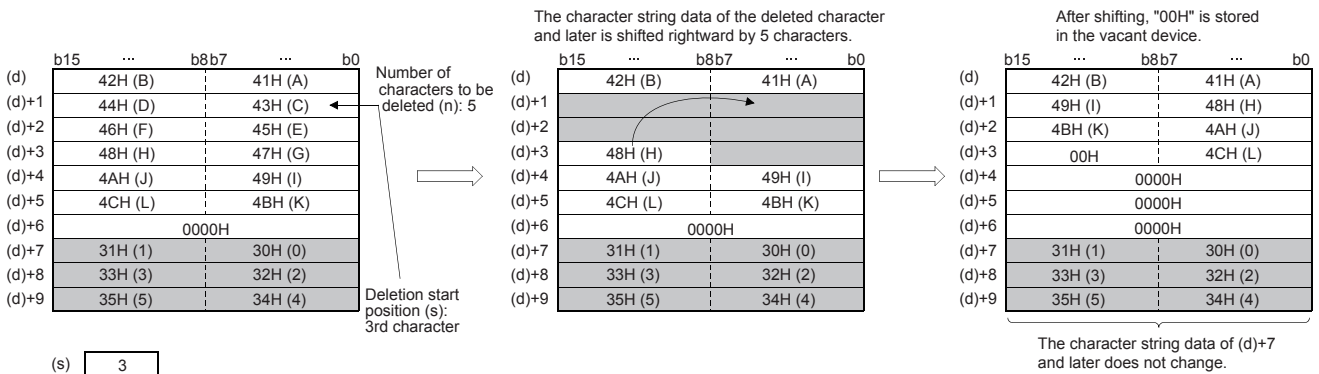 The character string data of the deleted character
and later is shifted rightward by 5 characters.
After shifting, "00H" is stored
in the vacant device.
b15 ... b8 b7 ... b0
(d) 42H (B) 41H (A)
(d)+1 44H (D) 43H (C)
(d)+2 46H (F) 45H (E)
(d)+3 48H (H) 47H (G)
(d)+4 4AH (J) 49H (I)
(d)+5 4CH (L) 4BH (K)
(d)+6 0000H
(d)+7 31H (1) 30H (0)
(d)+8 33H (3) 32H (2)
(d)+9 35H (5) 34H (4)
Number of
characters to be
deleted (n): 5
Deletion start
position (s):
3rd character
(s) 3
b15 ... b8 b7 ... b0
(d) 42H (B) 41H (A)
(d)+1
(d)+2
(d)+3 48H (H)
(d)+4 4AH (J) 49H (I)
(d)+5 4CH (L) 4BH (K)
(d)+6 0000H
(d)+7 31H (1) 30H (0)
(d)+8 33H (3) 32H (2)
(d)+9 35H (5) 34H (4)
b15 ... b8 b7 ... b0
(d) 42H (B) 41H (A)
(d)+1 49H (I) 48H (H)
(d)+2 4BH (K) 4AH (J)
(d)+3 00H 4CH (L)
(d)+4 0000H
(d)+5 0000H
(d)+6 0000H
(d)+7 31H (1) 30H (0)
(d)+8 33H (3) 32H (2)
(d)+9 35H (5) 34H (4)
The character string data of (d)+7
and later does not change.